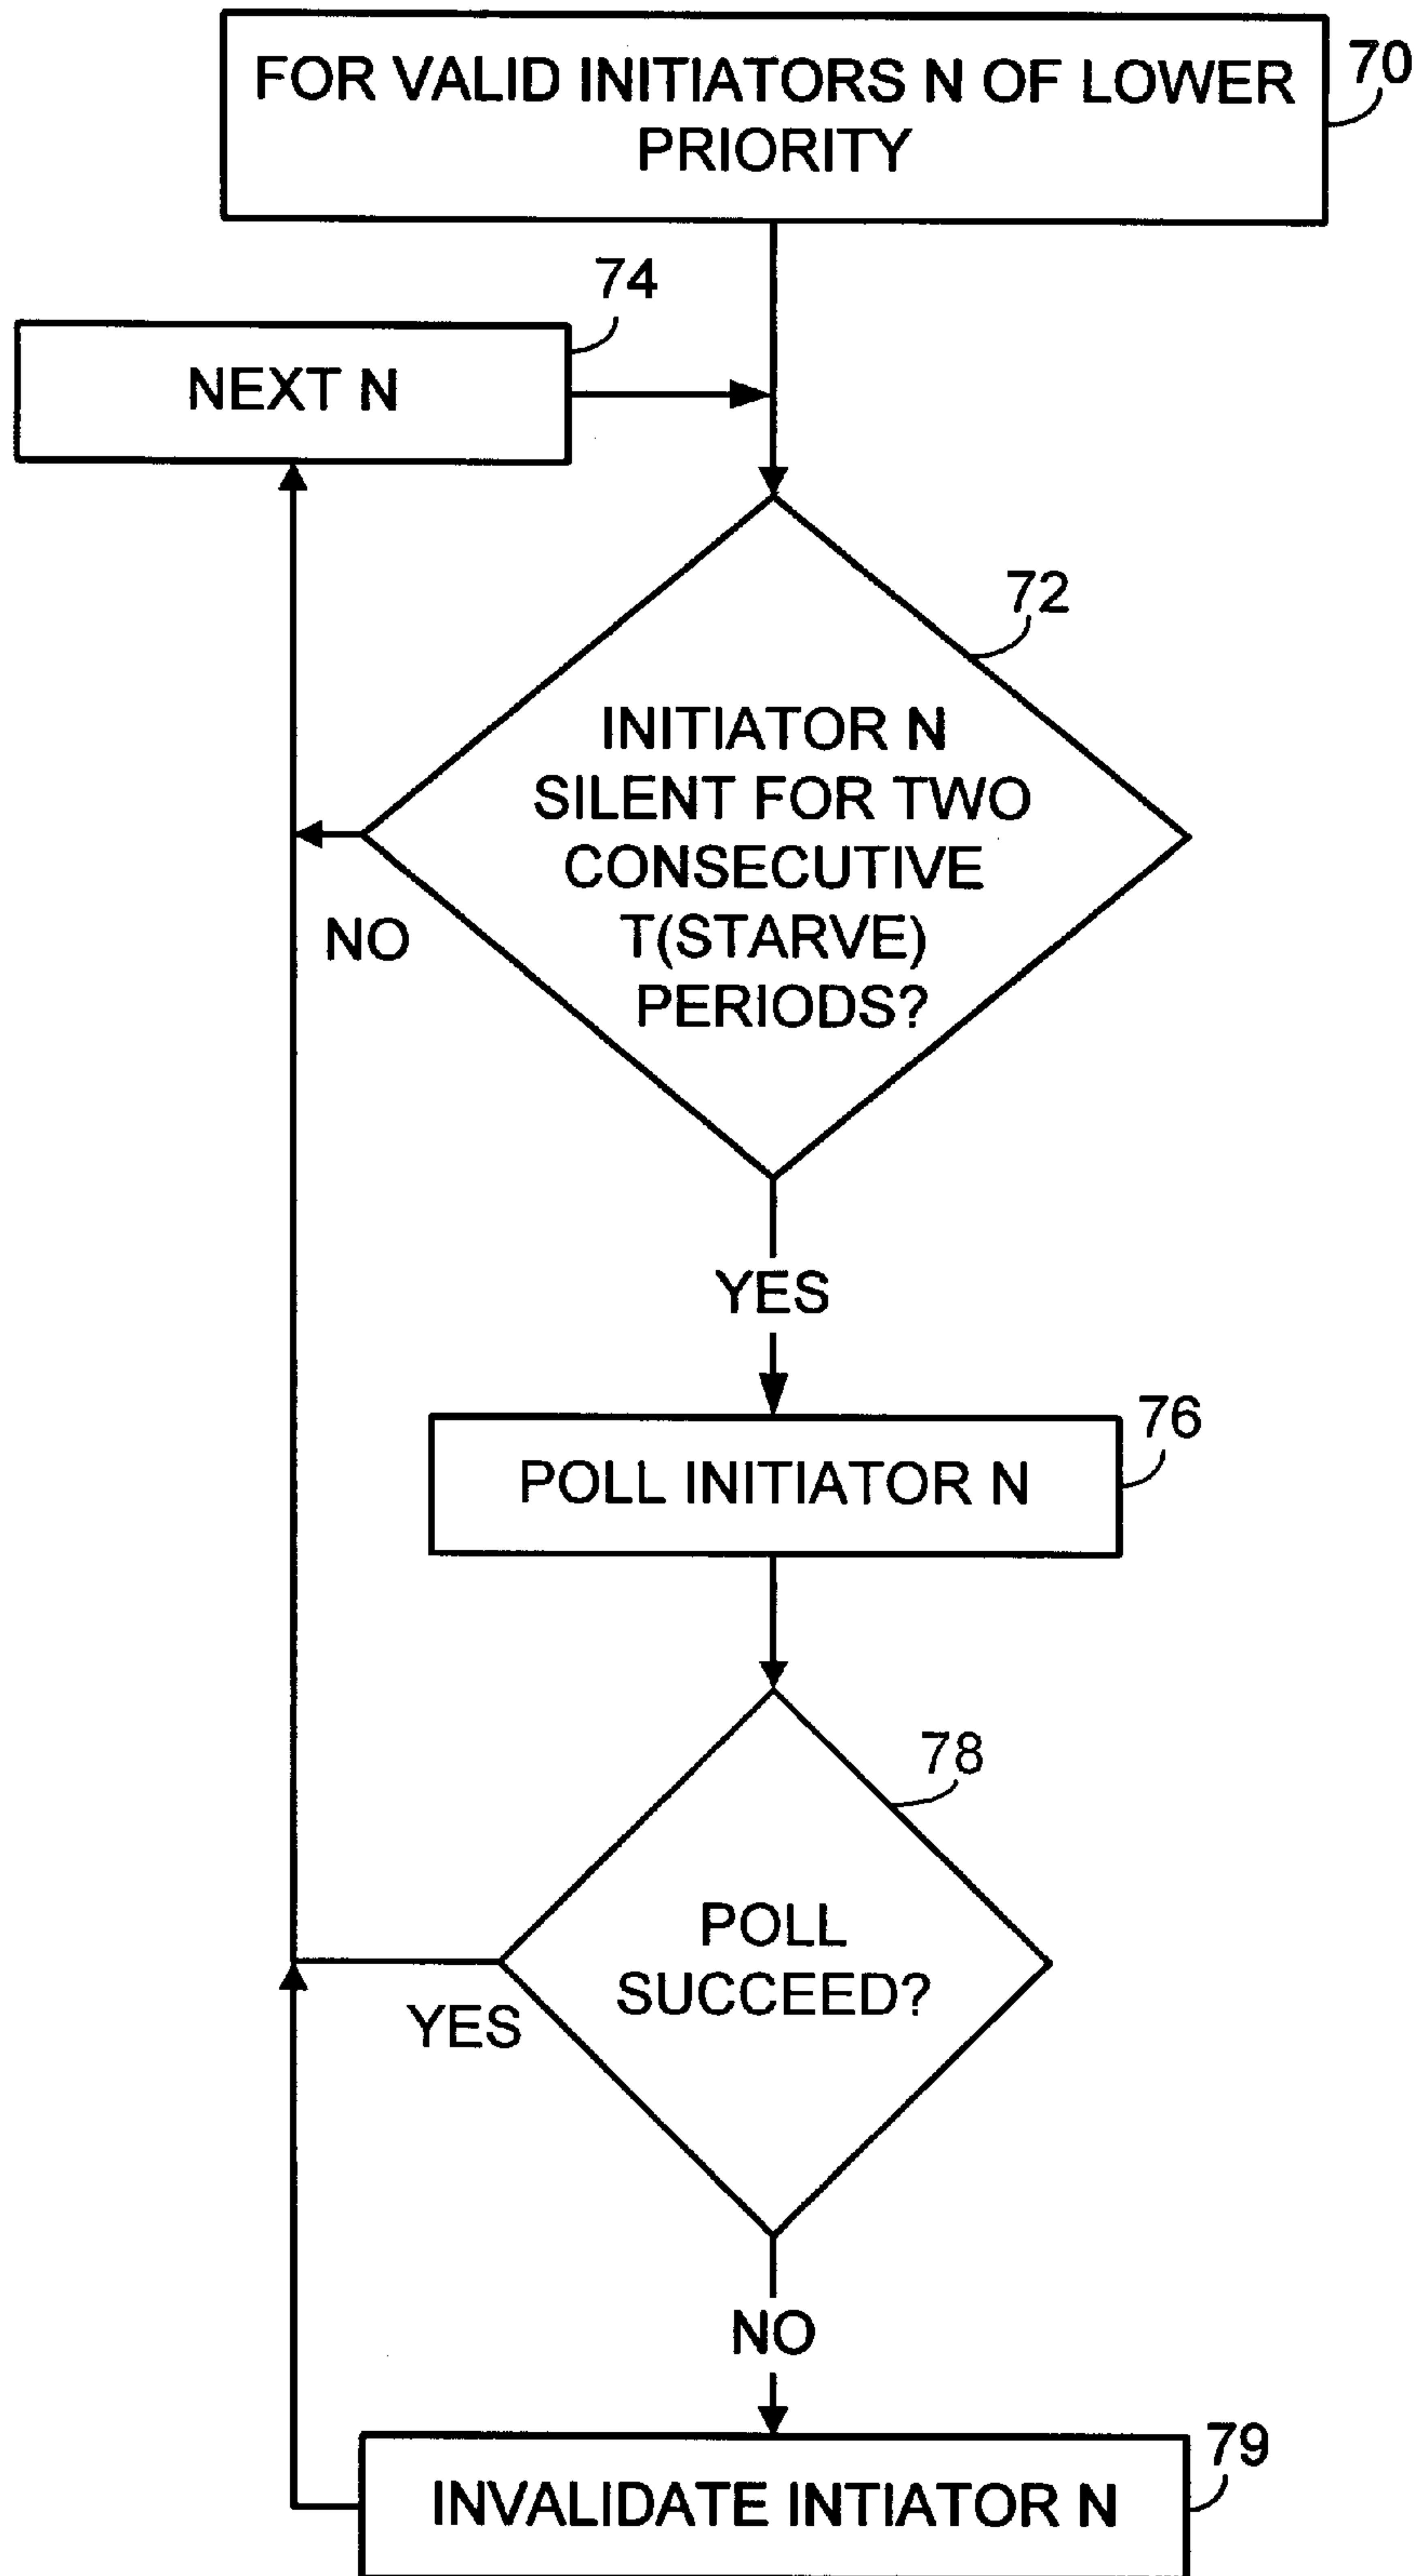 FOR VALID INITIATORS N OF LOWER
PRIORITY
70
74
NEXT N
72
INITIATOR N
SILENT FOR TWO
CONSECUTIVE
T(STARVE)
PERIODS?
NO
YES
76
POLL INITIATOR N
78
POLL
SUCCEED?
YES
NO
79
INVALIDATE INTIATOR N